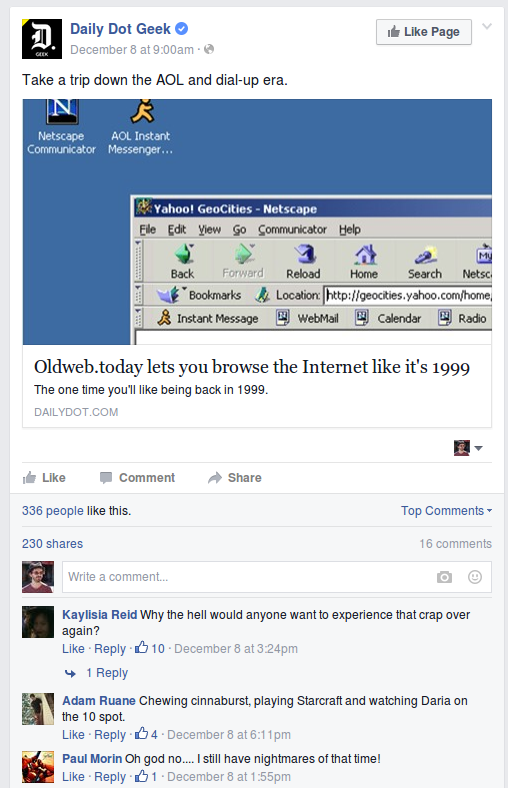 Daily Dot Geek
Like Page
December 8 at 9:00am ·
D.
GEEK
Take a trip down the AOL and dial-up era.
N
Netscape
Communicator
AOL Instant
Messenger...
Yahoo! GeoCities - Netscape
File Edit View Go Communicator Help
Back Forward Reload Home Search Netsc
My
Bookmarks Location: http://geocities.yahoo.com/home
Instant Message WebMail Calendar Radio
Oldweb.today lets you browse the Internet like it's 1999
The one time you'll like being back in 1999.
DAILYDOT.COM
Like Comment Share
336 people like this.
Top Comments
230 shares
16 comments
Write a comment...
Kaylisia Reid Why the hell would anyone want to experience that crap over
again?
Like · Reply · 10 · December 8 at 3:24pm
1 Reply
Adam Ruane Chewing cinnaburst, playing Starcraft and watching Daria on
the 10 spot.
Like · Reply · 4 · December 8 at 6:11pm
Paul Morin Oh god no.... I still have nightmares of that time!
Like · Reply · 1 · December 8 at 1:55pm